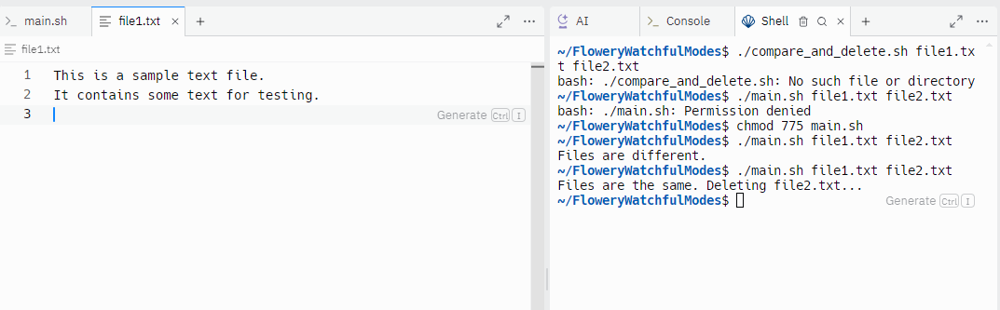 main.sh
file1.txt
file1.txt
1 This is a sample text file.
2 It contains some text for testing.
3
Generate Ctrl I
AI
Console
Shell
~/FloweryWatchfulModes$ ./compare_and_delete.sh file1.tx
t file2.txt
bash: ./compare_and_delete.sh: No such file or directory
~/FloweryWatchfulModes$ ./main.sh file1.txt file2.txt
bash: ./main.sh: Permission denied
~/FloweryWatchfulModes$ chmod 775 main.sh
~/FloweryWatchfulModes$ ./main.sh file1.txt file2.txt
Files are different.
~/FloweryWatchfulModes$ ./main.sh file1.txt file2.txt
Files are the same. Deleting file2.txt...
~/FloweryWatchfulModes$
Generate Ctrl I